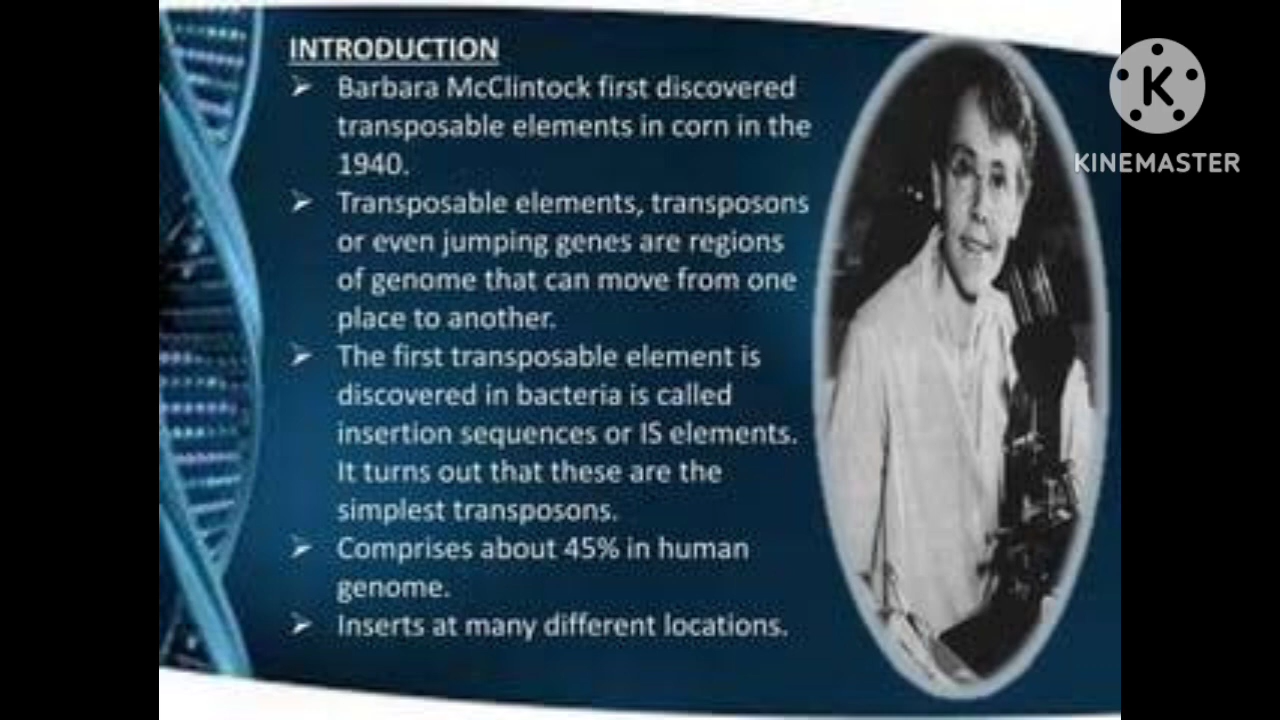 INTRODUCTION
➢ Barbara McClintock first discovered
transposable elements in corn in the
1940.
➢ Transposable elements, transposons
or even jumping genes are regions
of genome that can move from one
place to another.
➢ The first transposable element is
discovered in bacteria is called
insertion sequences or IS elements.
It turns out that these are the
simplest transposons.
➢ Comprises about 45% in human
genome.
➢ Inserts at many different locations.
K
KINEMASTER